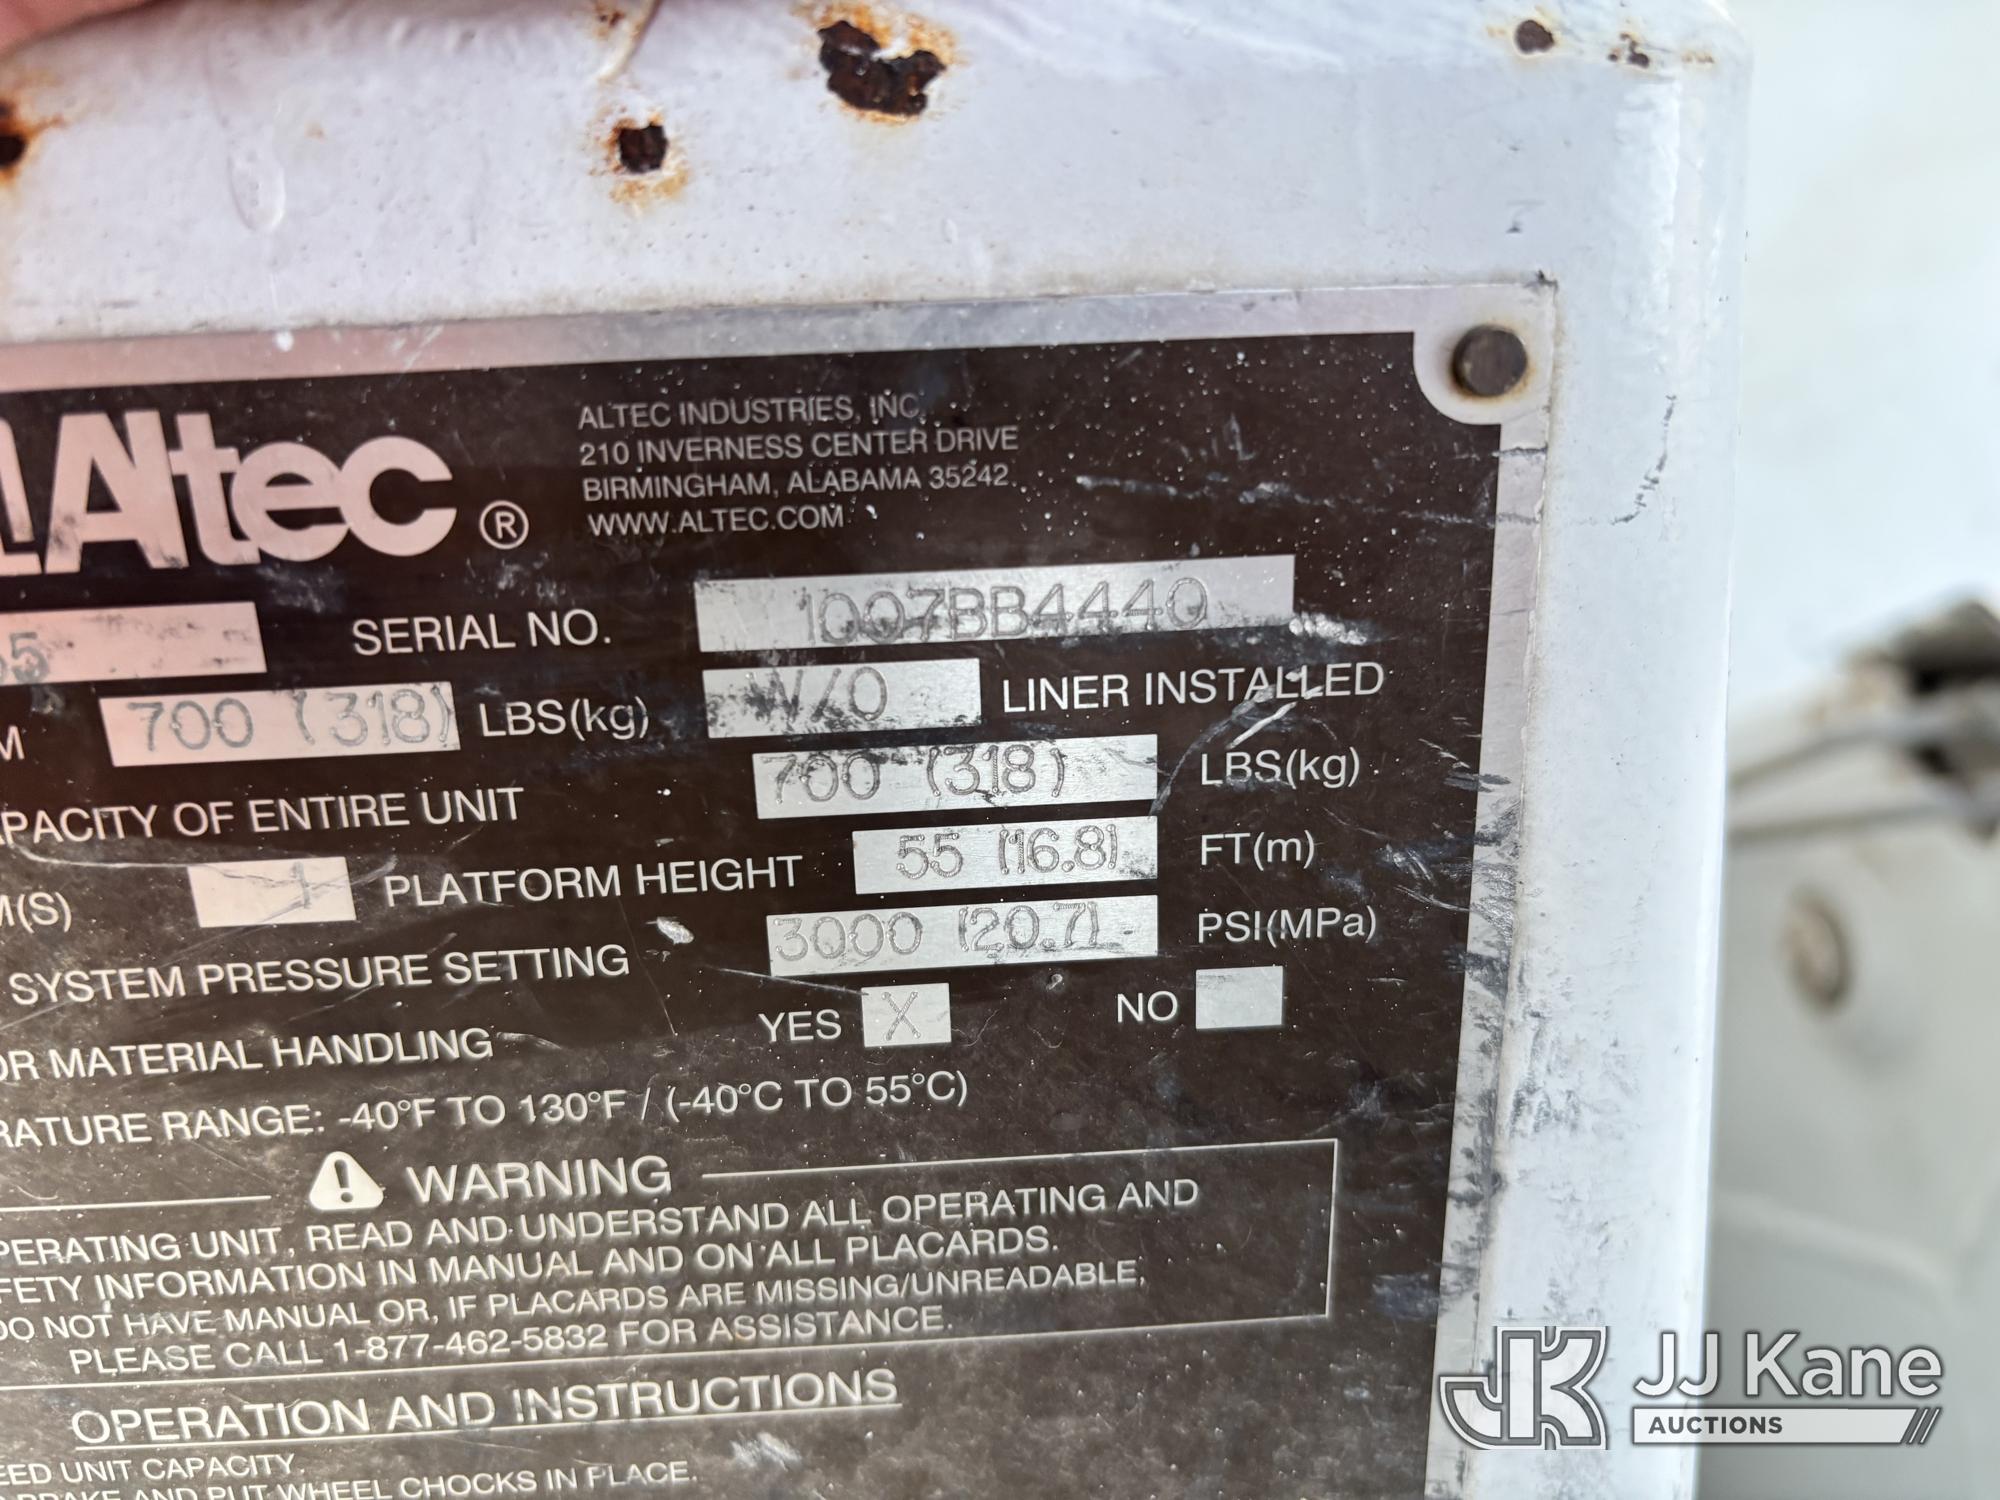 Altec ®
ALTEC INDUSTRIES, INC.
210 INVERNESS CENTER DRIVE
BIRMINGHAM, ALABAMA 35242
WWW.ALTEC.COM
55 SERIAL NO. 1007BB4440
M 700 (318) LBS(kg) W/O LINER INSTALLED
PACITY OF ENTIRE UNIT 700 (318) LBS(kg)
M(S) 1 PLATFORM HEIGHT 55 (16.8) FT(m)
SYSTEM PRESSURE SETTING 3000 (20.7) PSI(MPa)
OR MATERIAL HANDLING YES X NO
RATURE RANGE: -40°F TO 130°F / (-40°C TO 55°C)
WARNING
PERATING UNIT, READ AND UNDERSTAND ALL OPERATING AND
FETY INFORMATION IN MANUAL AND ON ALL PLACARDS.
DO NOT HAVE MANUAL OR, IF PLACARDS ARE MISSING/UNREADABLE,
PLEASE CALL 1-877-462-5832 FOR ASSISTANCE.
OPERATION AND INSTRUCTIONS
EED UNIT CAPACITY.
BRAKE AND PUT WHEEL CHOCKS IN PLACE.
JK JJ Kane
AUCTIONS